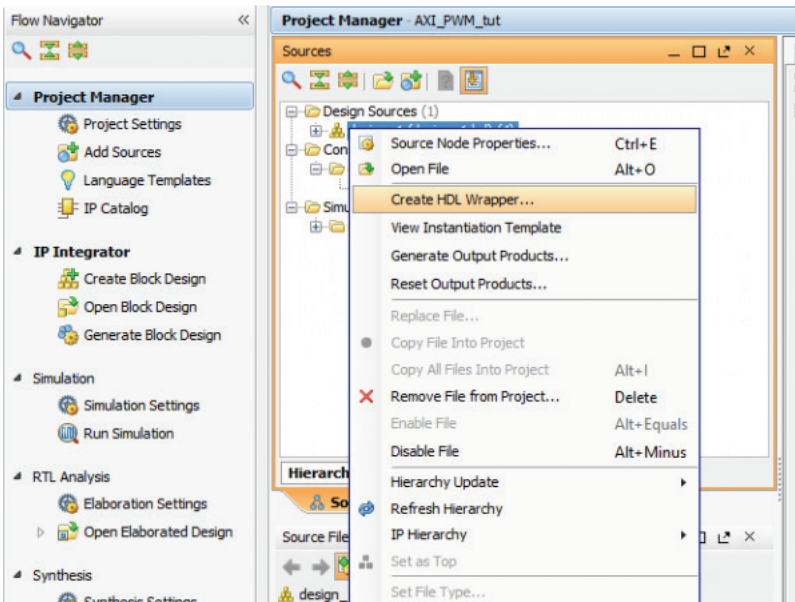 Flow Navigator
Project Manager
Project Settings
Add Sources
Language Templates
IP Catalog
IP Integrator
Create Block Design
Open Block Design
Generate Block Design
Simulation
Simulation Settings
Run Simulation
RTL Analysis
Elaboration Settings
Open Elaborated Design
Synthesis
Synthesis Settings
Project Manager - AXI_PWM_tut
Sources
Design Sources (1)
Con
Simu
Hierarch
So
Source File
design_
Source Node Properties... Ctrl+E
Open File Alt+O
Create HDL Wrapper...
View Instantiation Template
Generate Output Products...
Reset Output Products...
Replace File...
Copy File Into Project
Copy All Files Into Project Alt+I
Remove File from Project... Delete
Enable File Alt+Equals
Disable File Alt+Minus
Hierarchy Update
Refresh Hierarchy
IP Hierarchy
Set as Top
Set File Type...